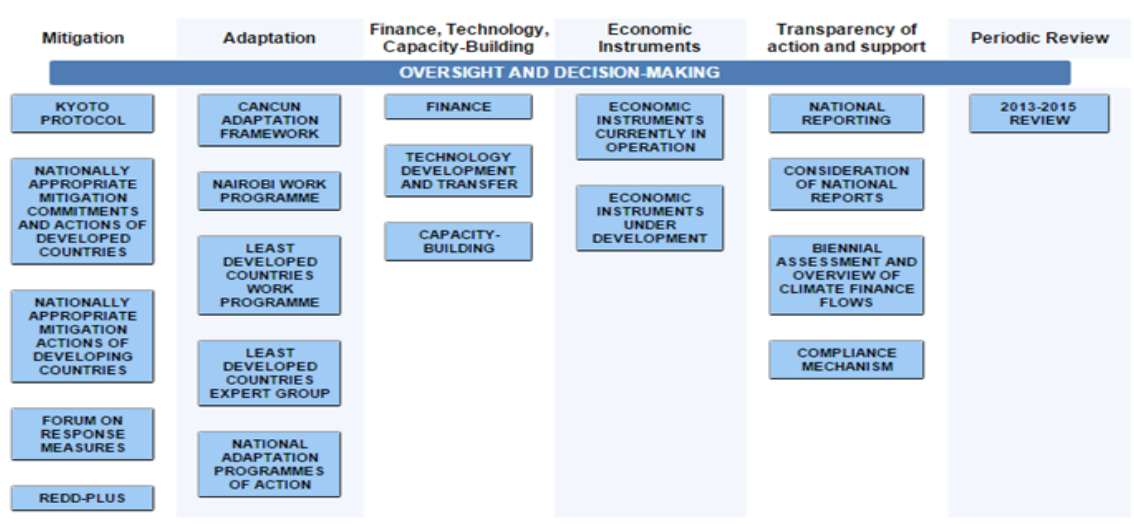 Mitigation
Adaptation
Finance, Technology,
Capacity-Building
Economic
Instruments
Transparency of
action and support
Periodic Review
OVERSIGHT AND DECISION-MAKING
KYOTO
PROTOCOL
NATIONALLY
APPROPRIATE
MITIGATION
COMMITMENTS
AND ACTIONS OF
DEVELOPED
COUNTRIES
NATIONALLY
APPROPRIATE
MITIGATION
ACTIONS OF
DEVELOPING
COUNTRIES
FORUM ON
RESPONSE
MEASURES
REDD-PLUS
CANCUN
ADAPTATION
FRAMEWORK
NAIROBI WORK
PROGRAMME
LEAST
DEVELOPED
COUNTRIES
WORK
PROGRAMME
LEAST
DEVELOPED
COUNTRIES
EXPERT GROUP
NATIONAL
ADAPTATION
PROGRAMMES
OF ACTION
FINANCE
TECHNOLOGY
DEVELOPMENT
AND TRANSFER
CAPACITY-
BUILDING
ECONOMIC
INSTRUMENTS
CURRENTLY IN
OPERATION
ECONOMIC
INSTRUMENTS
UNDER
DEVELOPMENT
NATIONAL
REPORTING
CONSIDERATION
OF NATIONAL
REPORTS
BIENNIAL
ASSESSMENT AND
OVERVIEW OF
CLIMATE FINANCE
FLOWS
COMPLIANCE
MECHANISM
2013-2015
REVIEW